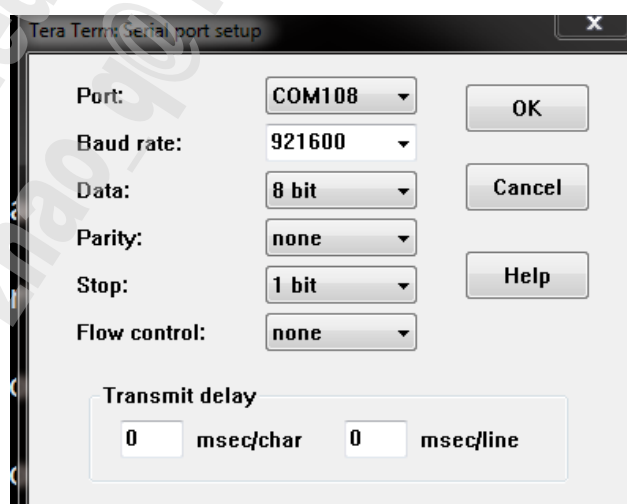 Tera Term: Serial port setup
x
Port: COM108
OK
Baud rate: 921600
Data: 8 bit
Cancel
Parity: none
Stop: 1 bit
Help
Flow control: none
Transmit delay
0 msec/char 0 msec/line